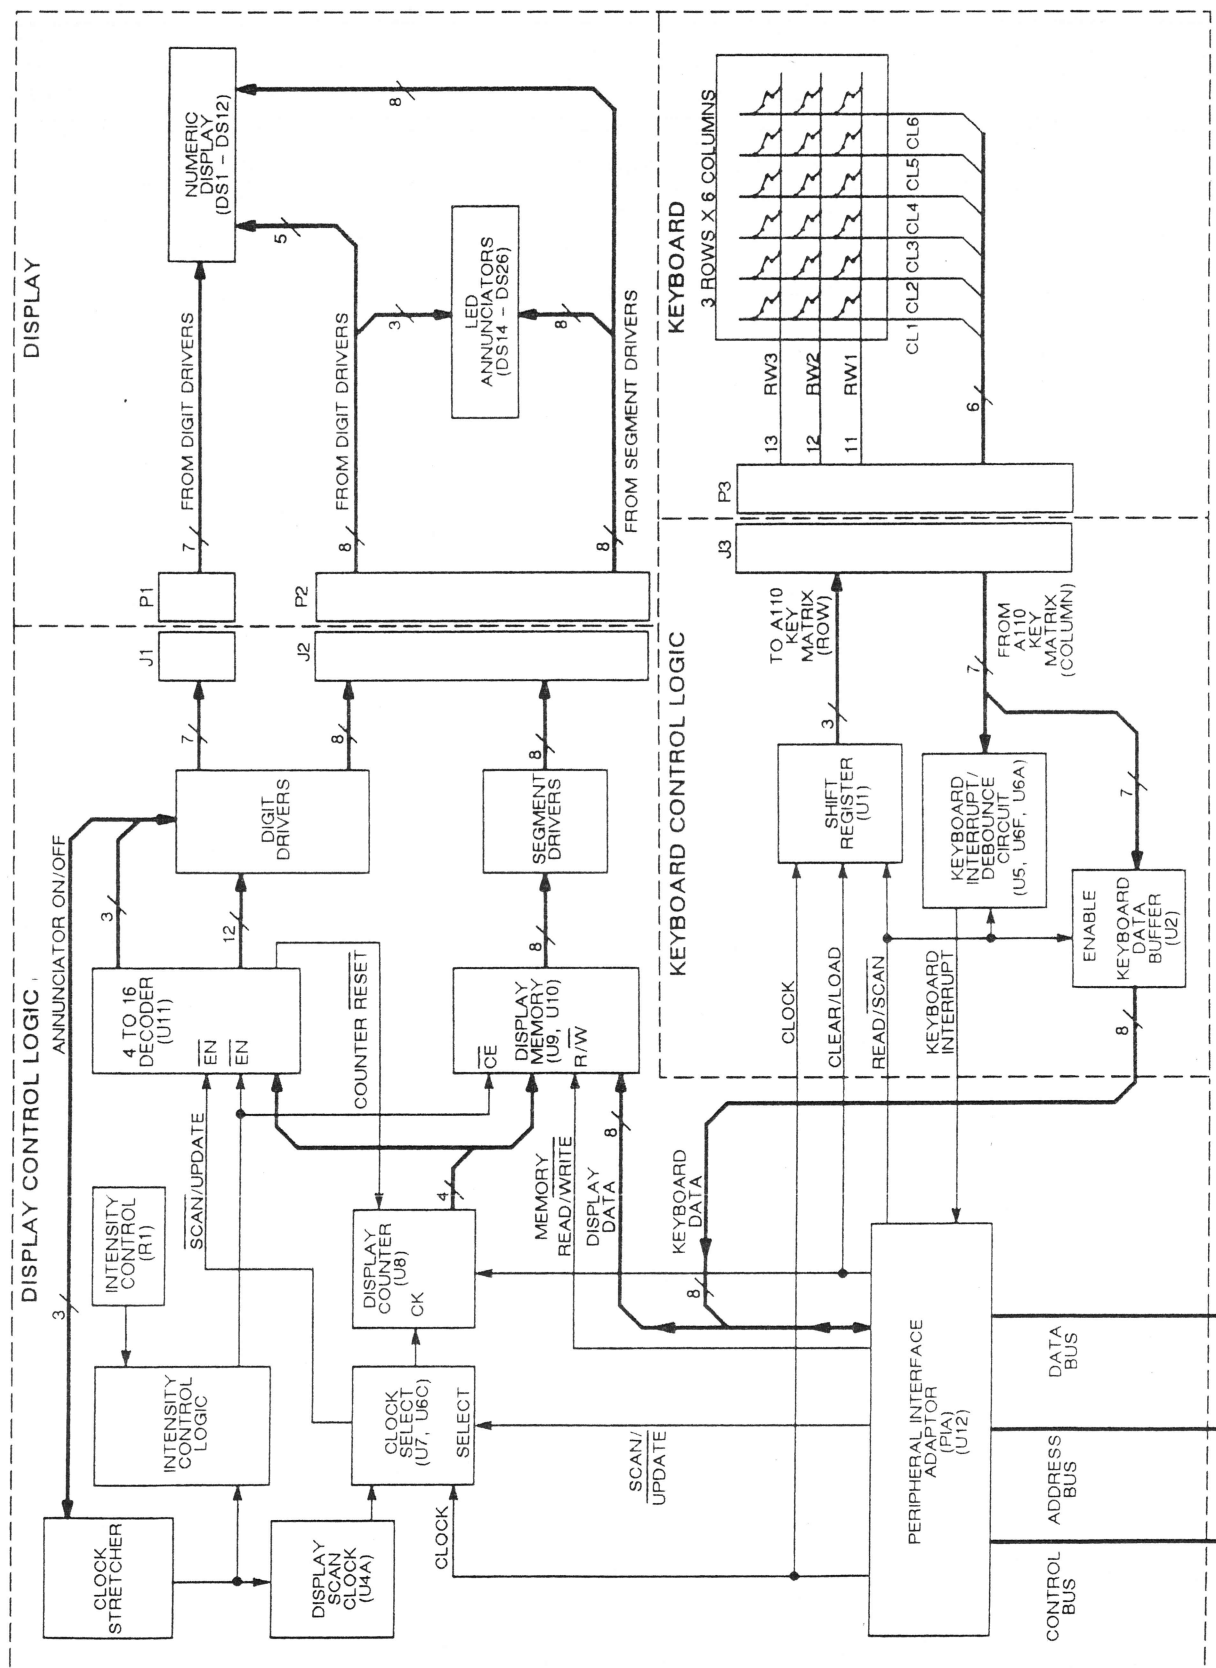 DISPLAY CONTROL LOGIC
DISPLAY
ANNUNCIATOR ON/OFF
3
CLOCK
STRETCHER
INTENSITY
CONTROL
LOGIC
INTENSITY
CONTROL
(R1)
DISPLAY
SCAN
CLOCK
(U4A)
SCAN/UPDATE
4 TO 16
DECODER
(U11)
EN
EN
3
12
DIGIT
DRIVERS
7
8
J1
P1
7
FROM DIGIT DRIVERS
NUMERIC
DISPLAY
(DS1 - DS12)
J2
P2
8
FROM DIGIT DRIVERS
5
8
3
LED
ANNUNCIATORS
(DS14 - DS26)
8
8
FROM SEGMENT DRIVERS
CLOCK
SELECT
(U7, U6C)
SELECT
CLOCK
DISPLAY
COUNTER
(U8)
CK
COUNTER RESET
4
CE
DISPLAY
MEMORY
(U9, U10)
R/W
8
SEGMENT
DRIVERS
8
MEMORY
READ/WRITE
DISPLAY
DATA
8
SCAN/
UPDATE
KEYBOARD
DATA
8
PERIPHERAL INTERFACE
ADAPTOR
(PIA)
(U12)
CONTROL
BUS
ADDRESS
BUS
DATA
BUS
KEYBOARD CONTROL LOGIC
CLOCK
CLEAR/LOAD
READ/SCAN
KEYBOARD
INTERRUPT
8
SHIFT
REGISTER
(U1)
3
TO A110
KEY
MATRIX
(ROW)
KEYBOARD
INTERRUPT/
DEBOUNCE
CIRCUIT
(U5, U6F, U6A)
7
FROM
A110
KEY
MATRIX
(COLUMN)
7
ENABLE
KEYBOARD
DATA
BUFFER
(U2)
J3
P3
KEYBOARD
3 ROWS X 6 COLUMNS
13 RW3
12 RW2
11 RW1
6
CL1 CL2 CL3 CL4 CL5 CL6